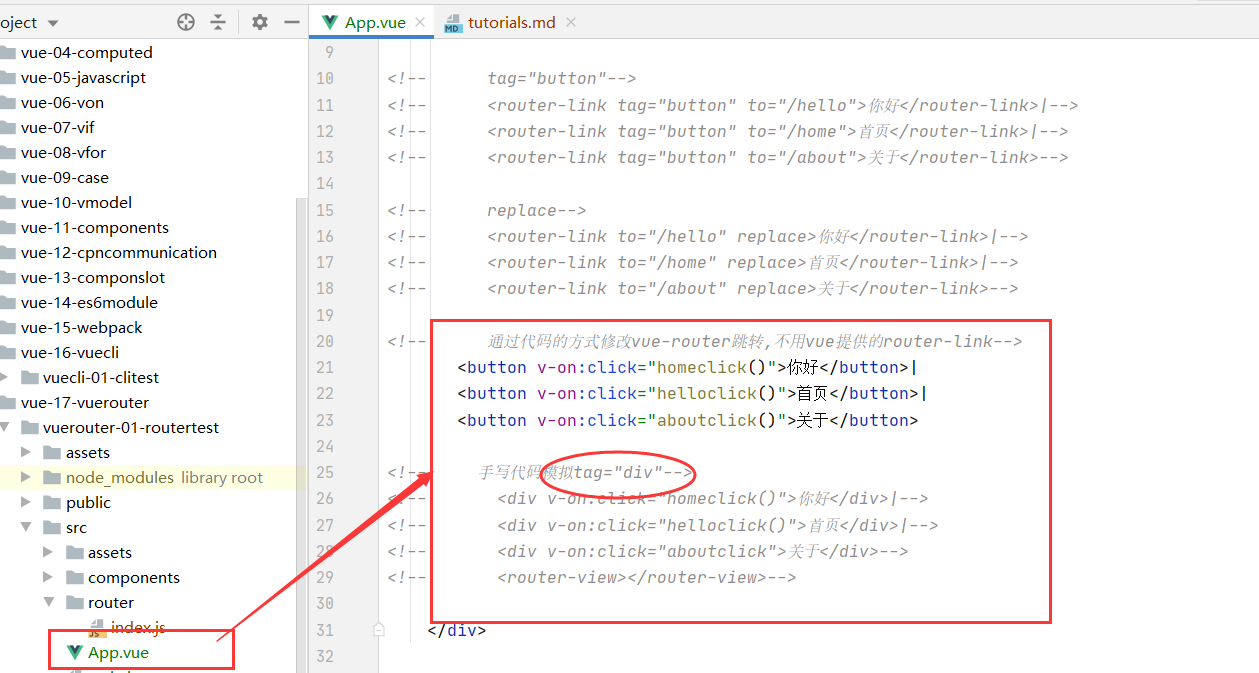 oject
App.vue
tutorials.md
vue-04-computed
vue-05-javascript
vue-06-von
vue-07-vif
vue-08-vfor
vue-09-case
vue-10-vmodel
vue-11-components
vue-12-cpncommunication
vue-13-componslot
vue-14-es6module
vue-15-webpack
vue-16-vuecli
vuecli-01-clitest
vue-17-vuerouter
vuerouter-01-routertest
assets
node_modules library root
public
src
assets
components
router
index.js
App.vue
9
10 <!-- tag="button"-->
11 <!-- <router-link tag="button" to="/hello">你好</router-link>|-->
12 <!-- <router-link tag="button" to="/home">首页</router-link>|-->
13 <!-- <router-link tag="button" to="/about">关于</router-link>-->
14
15 <!-- replace-->
16 <!-- <router-link to="/hello" replace>你好</router-link>|-->
17 <!-- <router-link to="/home" replace>首页</router-link>|-->
18 <!-- <router-link to="/about" replace>关于</router-link>-->
19
20 <!-- 通过代码的方式修改vue-router跳转,不用vue提供的router-link-->
21 <button v-on:click="homeclick()">你好</button>|
22 <button v-on:click="helloclick()">首页</button>|
23 <button v-on:click="aboutclick()">关于</button>
24
25 <!-- 手写代码模拟tag="div"-->
26 <!-- <div v-on:click="homeclick()">你好</div>|-->
27 <!-- <div v-on:click="helloclick()">首页</div>|-->
28 <!-- <div v-on:click="aboutclick">关于</div>-->
29 <!-- <router-view></router-view>-->
30
31 </div>
32